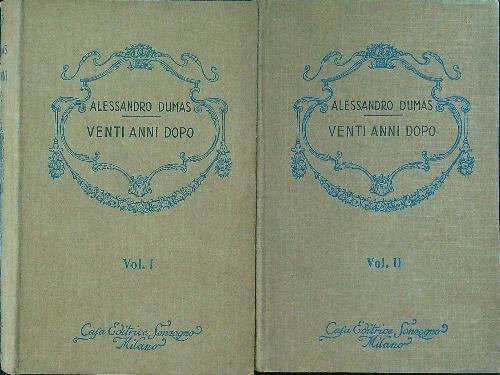 ALESSANDRO DUMAS
VENTI ANNI DOPO
Vol. I
Casa Editrice Sonzogno
Milano
ALESSANDRO DUMAS
VENTI ANNI DOPO
Vol. II
Casa Editrice Sonzogno
Milano